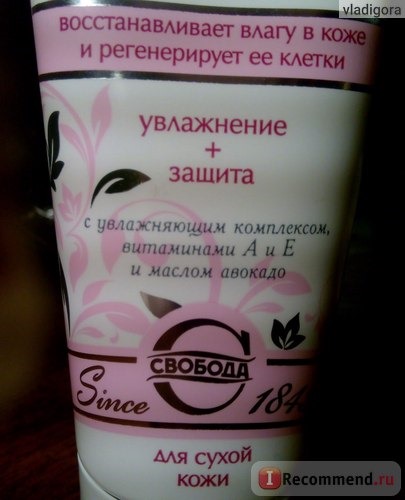 vladigora
восстанавливает влагу в коже
и регенерирует ее клетки
увлажнение
+
защита
с увлажняющим комплексом,
витаминами А и Е
и маслом авокадо
СВОБОДА
Since
для сухой
кожи
IRecommend.ru